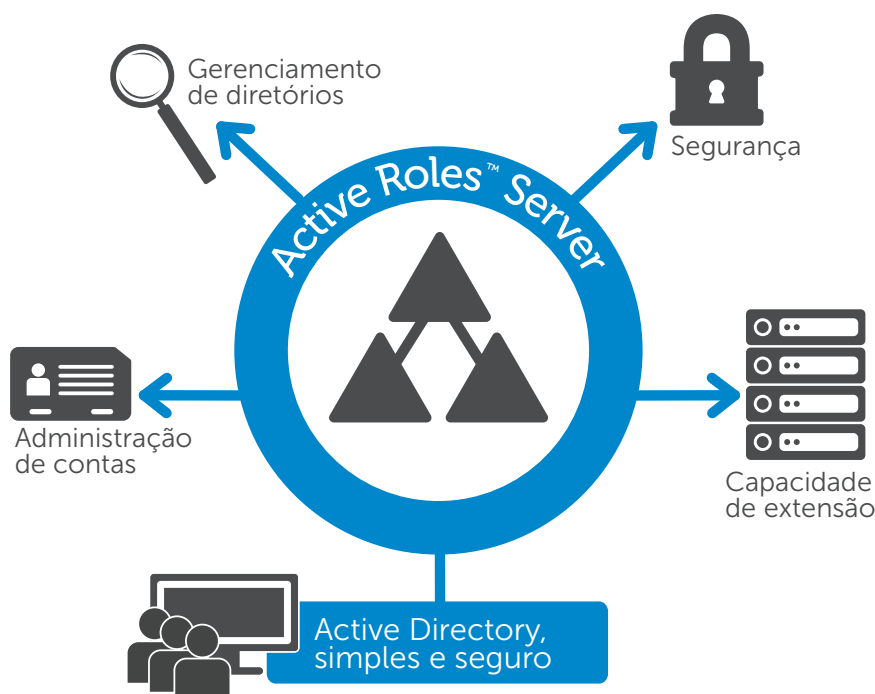 Gerenciamento
de diretórios
Segurança
Active Roles™ Server
Administração
de contas
Capacidade
de extensão
Active Directory,
simples e seguro